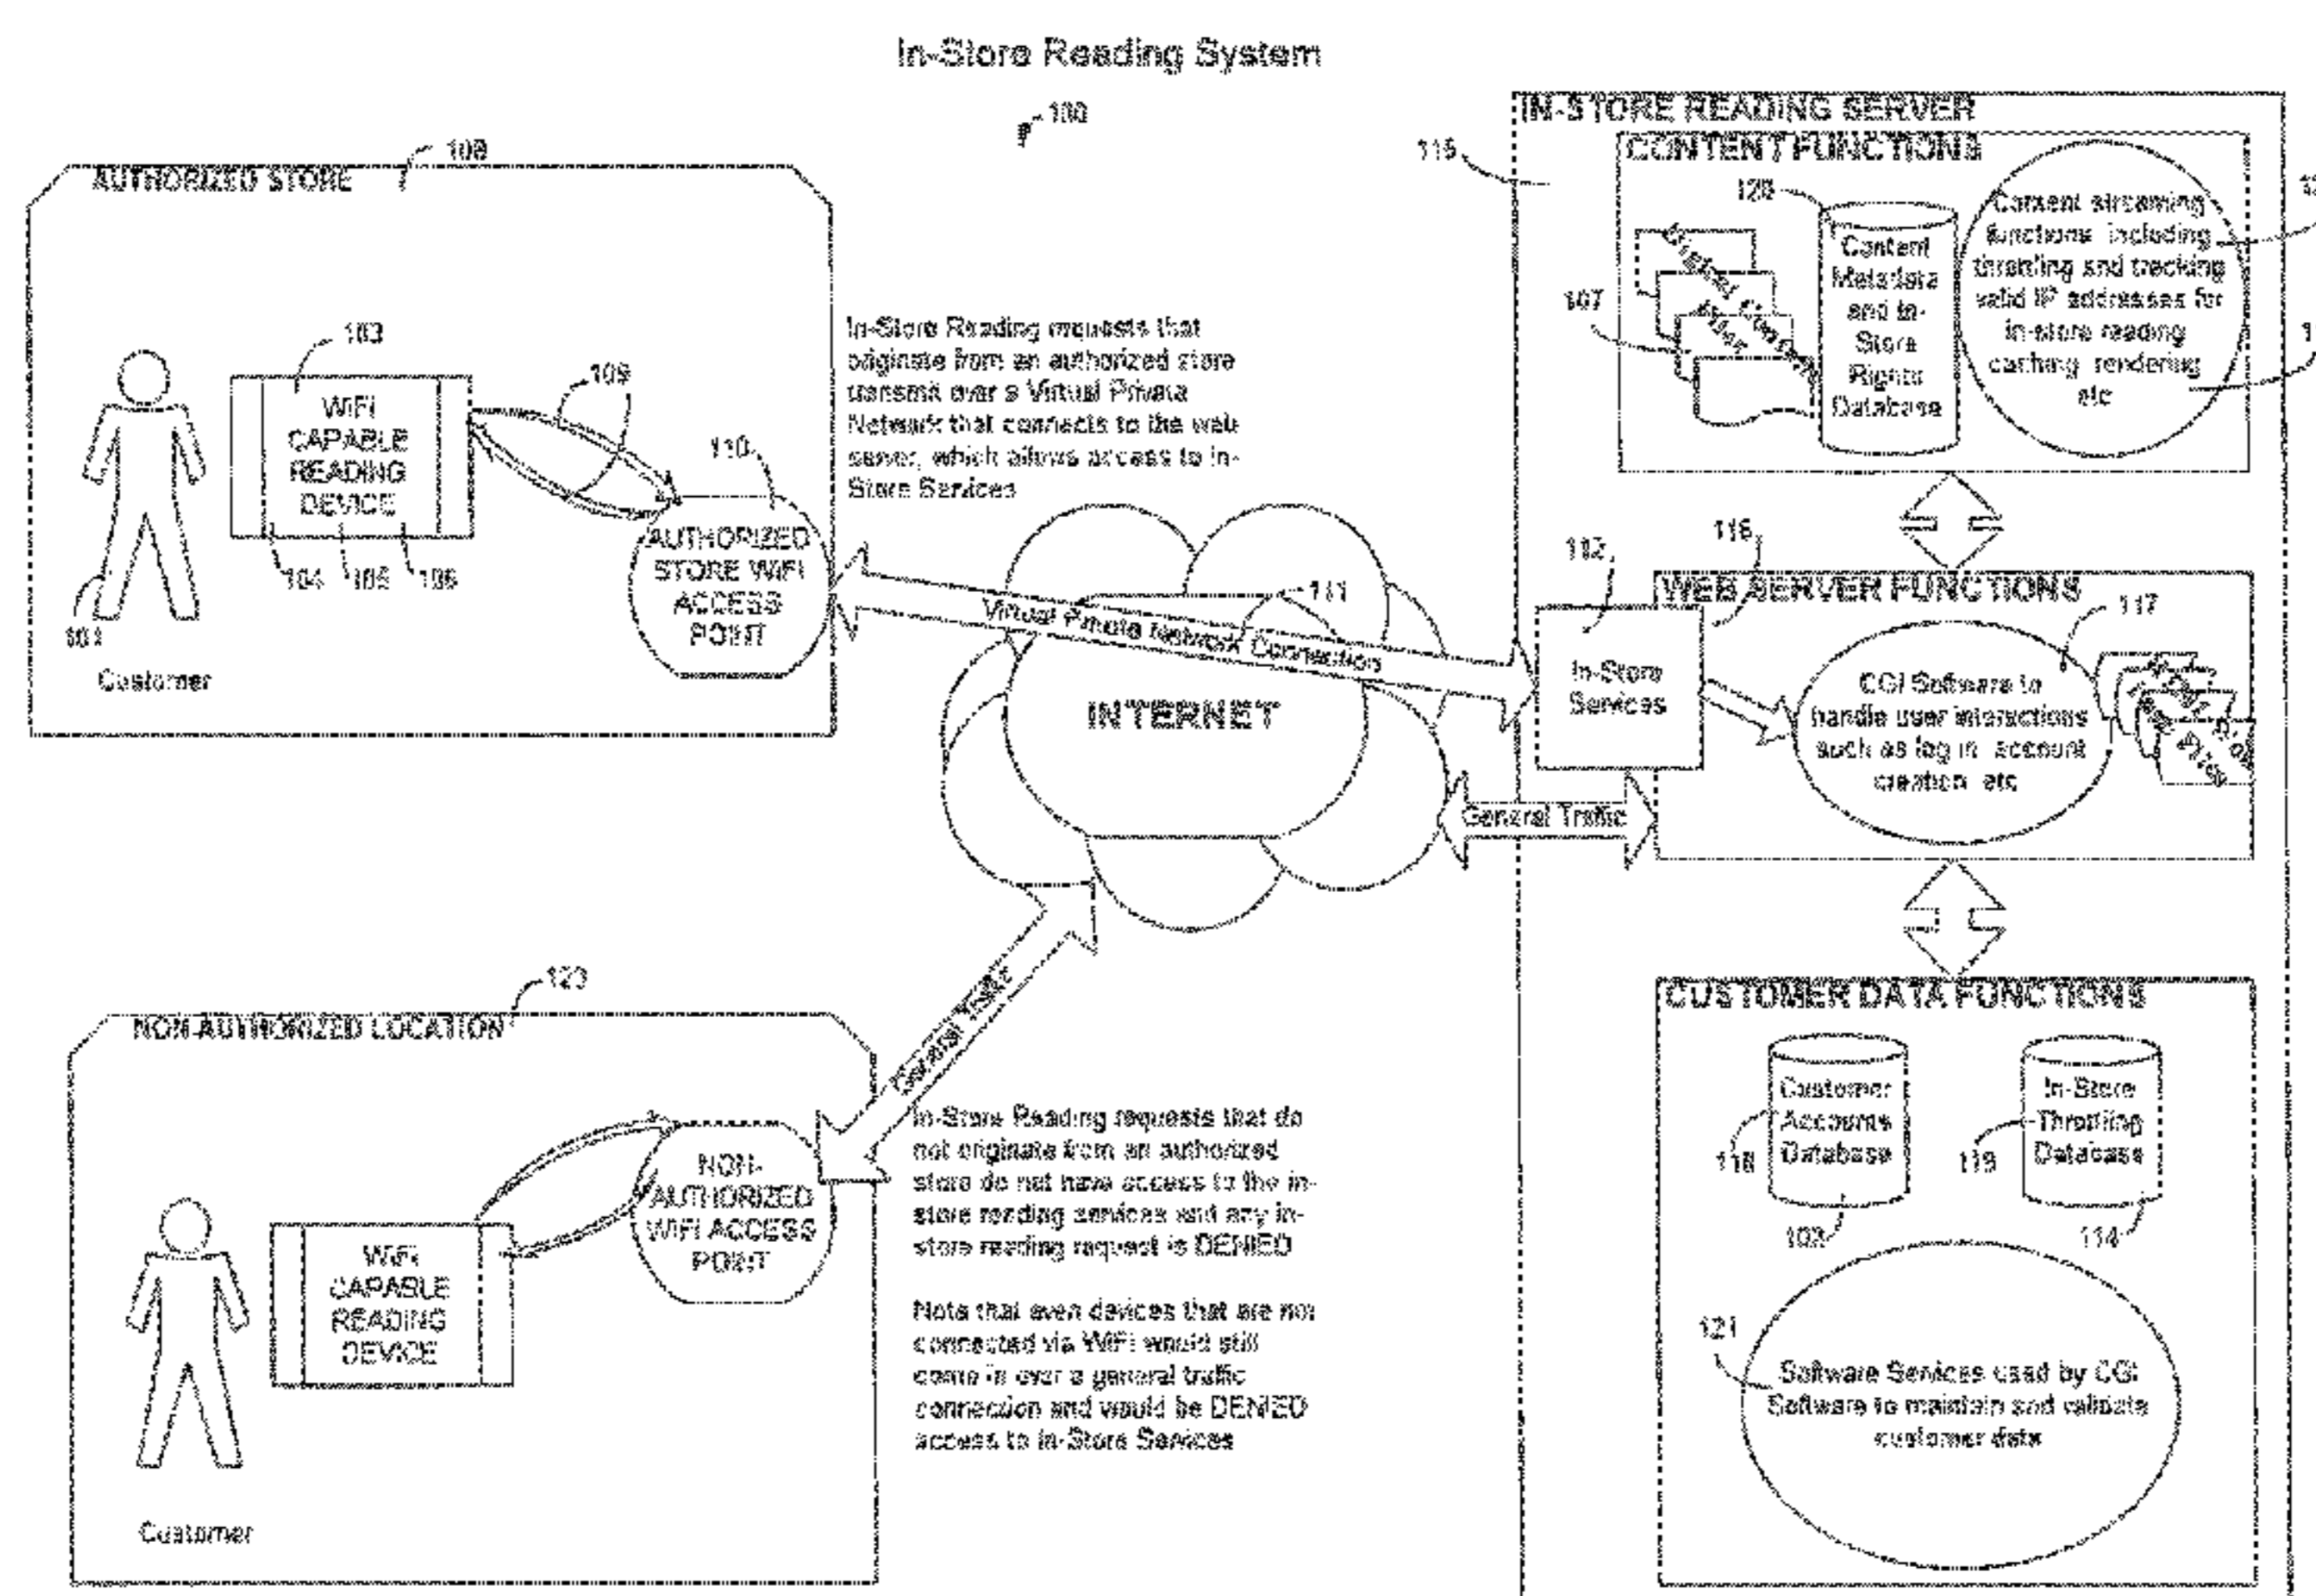 In-Store Reading System
100
AUTHORIZED STORE
108
103
WiFi
CAPABLE
READING
DEVICE
104
105
106
101
Customer
109
110
AUTHORIZED
STORE WiFi
ACCESS
POINT
In-Store Reading requests that
originate from an authorized store
transmit over a Virtual Private
Network that connects to the web
server, which allows access to in-
Store Services
Virtual Private Network Connection
111
INTERNET
General Traffic
NON-AUTHORIZED LOCATION
123
WiFi
CAPABLE
READING
DEVICE
Customer
NON-
AUTHORIZED
WIFI ACCESS
POINT
General Traffic
In-Store Reading requests that do
not originate from an authorized
store do not have access to the in-
store reading services and any in-
store reading request is DENIED
Note that even devices that are not
connected via WiFi would still
come in over a general traffic
connection and would be DENIED
access to In-Store Services
IN-STORE READING SERVER
115
CONTENT FUNCTIONS
107
120
Content
Metadata
and In-
Store
Rights
Database
Content streaming
functions including
throttling and tracking
valid IP addresses for
in-store reading
caching rendering
etc
112
116
WEB SERVER FUNCTIONS
In-Store
Services
117
CGI Software to
handle user interactions
such as log in account
creation etc
CUSTOMER DATA FUNCTIONS
Customer
Accounts
Database
118
102
In-Store
Throttling
Database
119
114
121
Software Services used by CGI
Software to maintain and validate
customer data